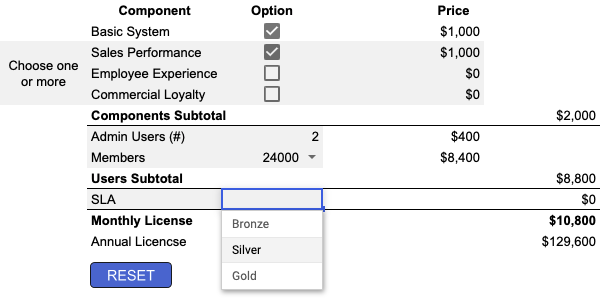 Component Option Price
Basic System $1,000
Choose one or more
Sales Performance $1,000
Employee Experience $0
Commercial Loyalty $0
Components Subtotal $2,000
Admin Users (#) 2 $400
Members 24000 $8,400
Users Subtotal $8,800
SLA $0
Bronze
Silver
Gold
Monthly License $10,800
Annual Licencse $129,600
RESET